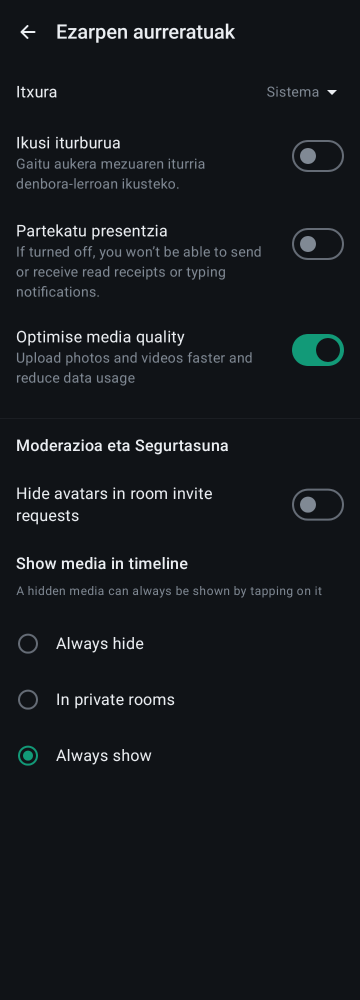 Ezarpen aurreratuak
Itxura
Sistema
Ikusi iturburua
Gaitu aukera mezuaren iturria
denbora-lerroan ikusteko.
Partekatu presentzia
If turned off, you won't be able to send
or receive read receipts or typing
notifications.
Optimise media quality
Upload photos and videos faster and
reduce data usage
Moderazioa eta Segurtasuna
Hide avatars in room invite
requests
Show media in timeline
A hidden media can always be shown by tapping on it
Always hide
In private rooms
Always show